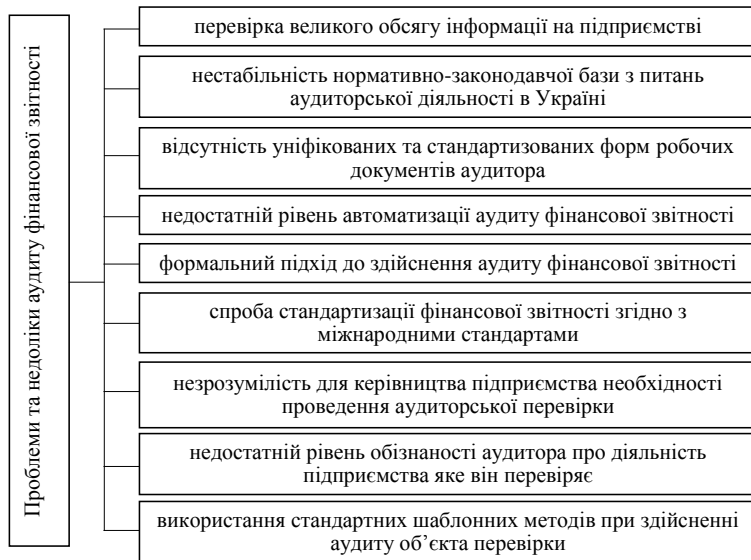 Проблеми та недоліки аудиту фінансової звітності
перевірка великого обсягу інформації на підприємстві
нестабільність нормативно-законодавчої бази з питань
аудиторської діяльності в Україні
відсутність уніфікованих та стандартизованих форм робочих
документів аудитора
недостатній рівень автоматизації аудиту фінансової звітності
формальний підхід до здійснення аудиту фінансової звітності
спроба стандартизації фінансової звітності згідно з
міжнародними стандартами
незрозумілість для керівництва підприємства необхідності
проведення аудиторської перевірки
недостатній рівень обізнаності аудитора про діяльність
підприємства яке він перевіряє
використання стандартних шаблонних методів при здійсненні
аудиту об’єкта перевірки